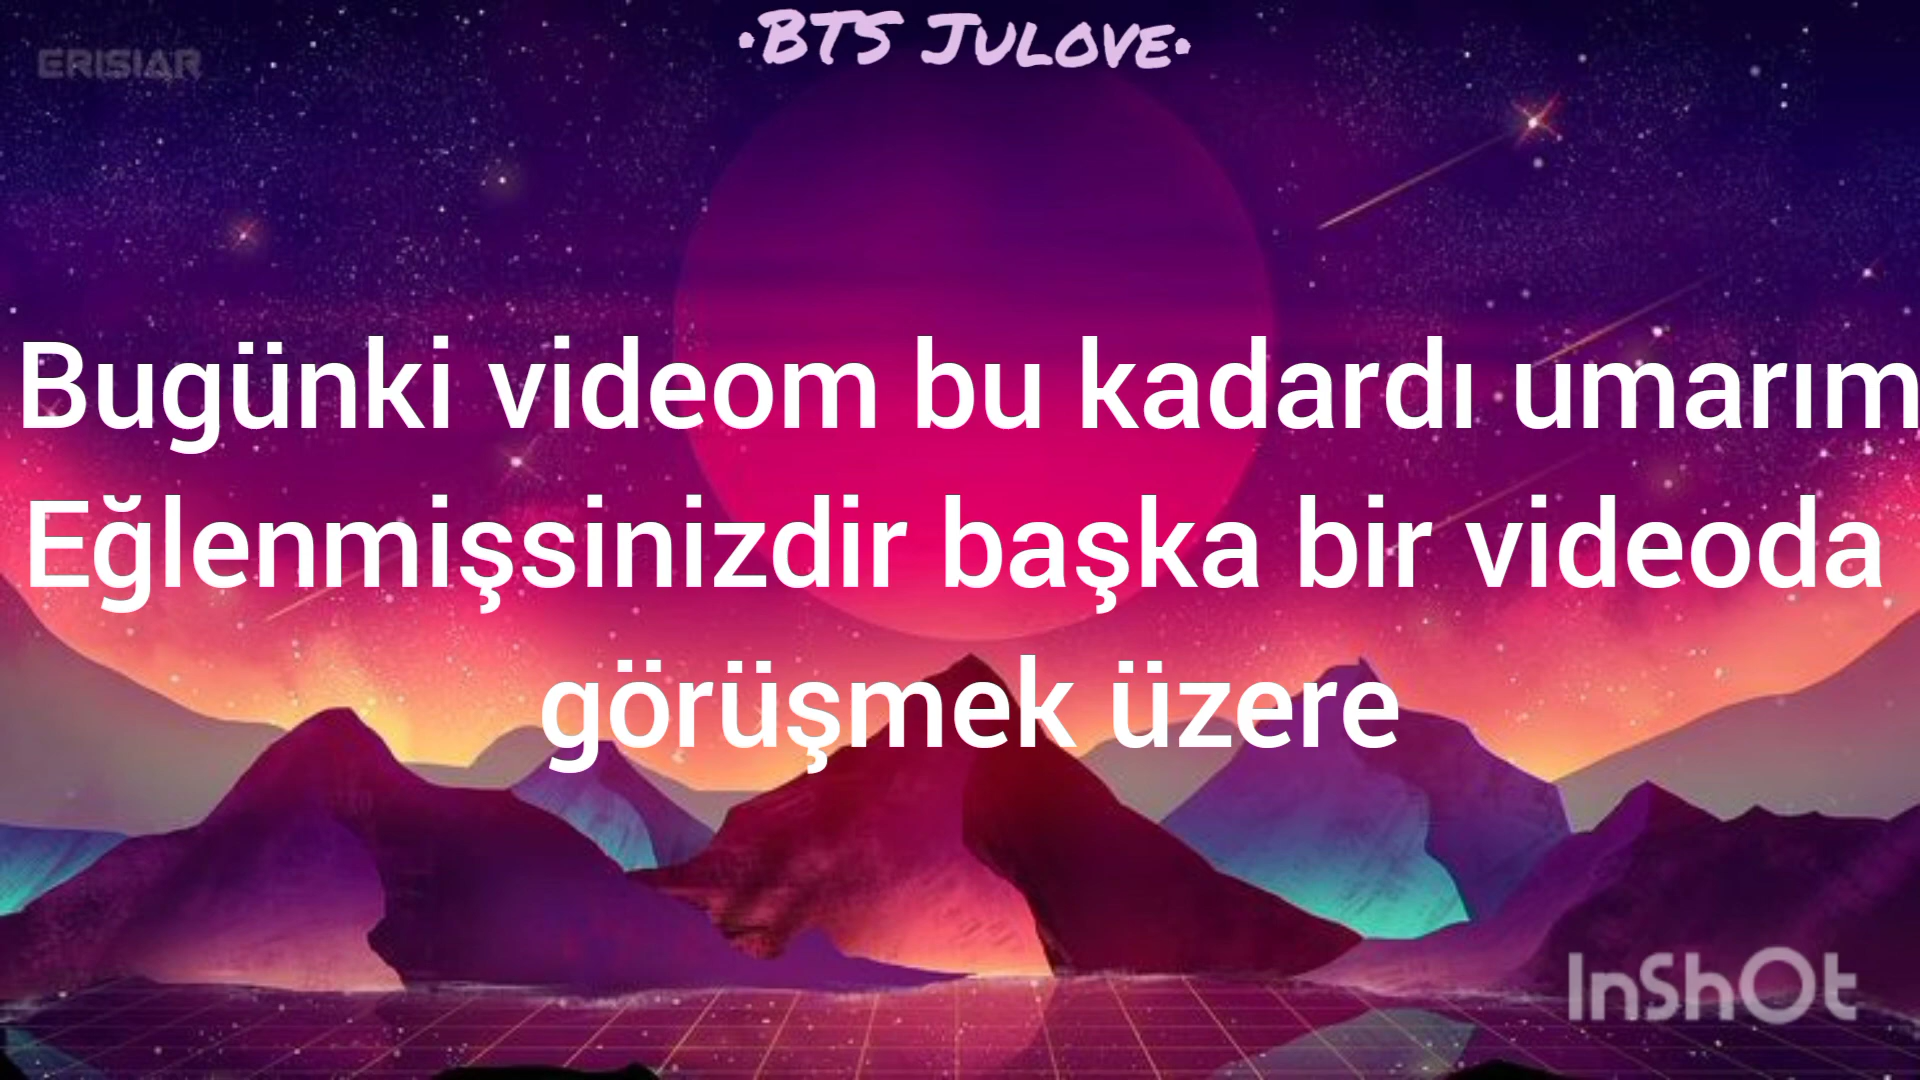 •BTS Julove•
ERISIAR
Bugünki videom bu kadardı umarım
Eğlenmişsinizdir başka bir videoda
görüşmek üzere
InShOt